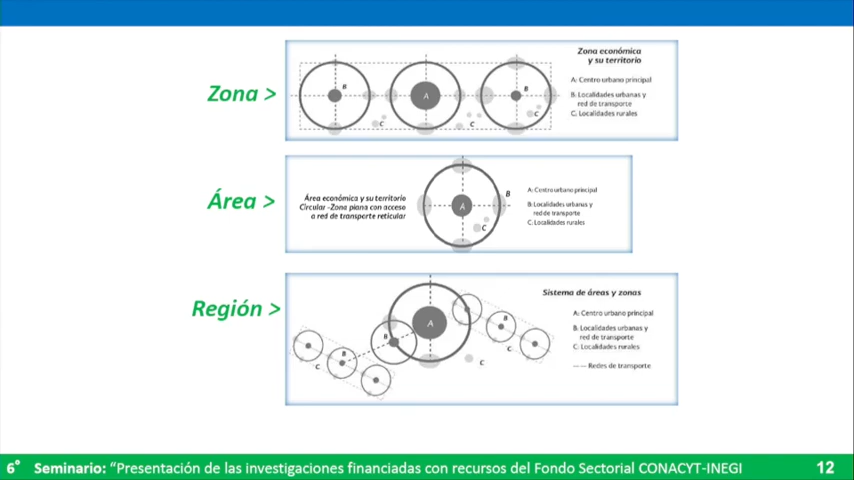 Zona >
B
A
B
C
C
C
Zona económica
y su territorio
A: Centro urbano principal
B: Localidades urbanas y
red de transporte
C: Localidades rurales
Área >
Área económica y su territorio
Circular -Zona plana con acceso
a red de transporte reticular
A
B
C
A: Centro urbano principal
B: Localidades urbanas y
red de transporte
C: Localidades rurales
Región >
A
B
B
C
B
C
C
Sistema de áreas y zonas
A: Centro urbano principal
B: Localidades urbanas y
red de transporte
C: Localidades rurales
--- Redes de transporte
6° Seminario: “Presentación de las investigaciones financiadas con recursos del Fondo Sectorial CONACYT-INEGI 12